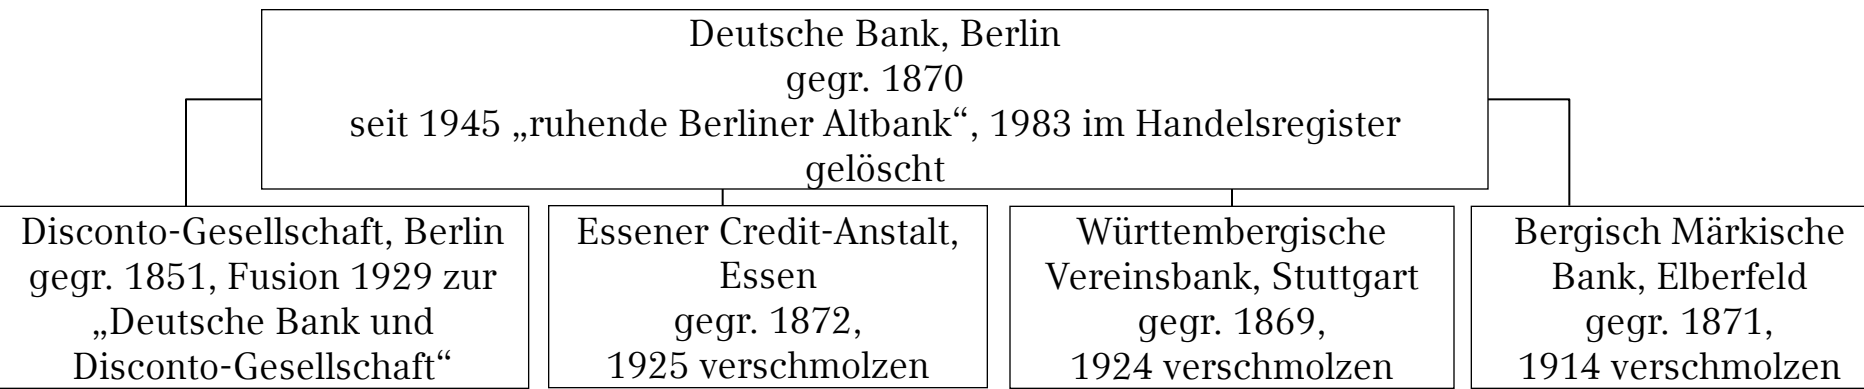 Deutsche Bank, Berlin
gegr. 1870
seit 1945 „ruhende Berliner Altbank“, 1983 im Handelsregister
gelöscht
Disconto-Gesellschaft, Berlin
gegr. 1851, Fusion 1929 zur
„Deutsche Bank und
Disconto-Gesellschaft“
Essener Credit-Anstalt,
Essen
gegr. 1872,
1925 verschmolzen
Württembergische
Vereinsbank, Stuttgart
gegr. 1869,
1924 verschmolzen
Bergisch Märkische
Bank, Elberfeld
gegr. 1871,
1914 verschmolzen